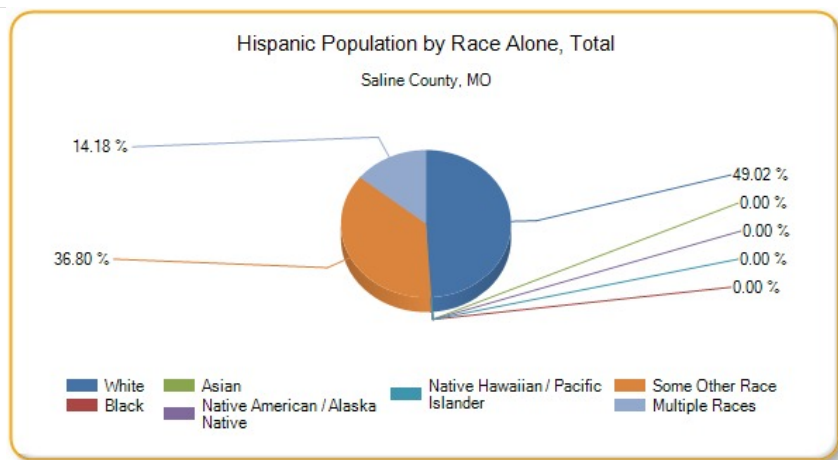 Hispanic Population by Race Alone, Total
Saline County, MO
14.18 %
49.02 %
0.00 %
0.00 %
36.80 %
0.00 %
0.00 %
White
Black
Asian
Native American / Alaska
Native
Native Hawaiian / Pacific
Islander
Some Other Race
Multiple Races